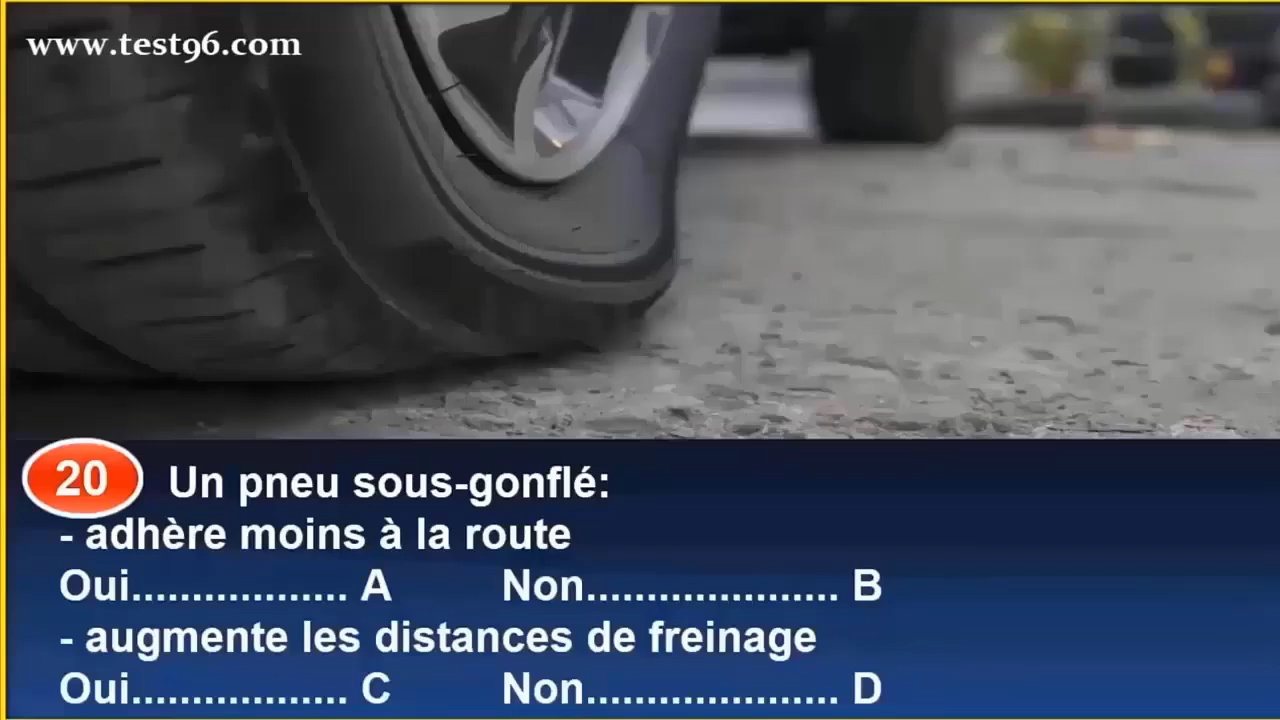 www.test96.com
20 Un pneu sous-gonflé:
- adhère moins à la route
Oui.................. A Non..................... B
- augmente les distances de freinage
Oui.................. C Non..................... D